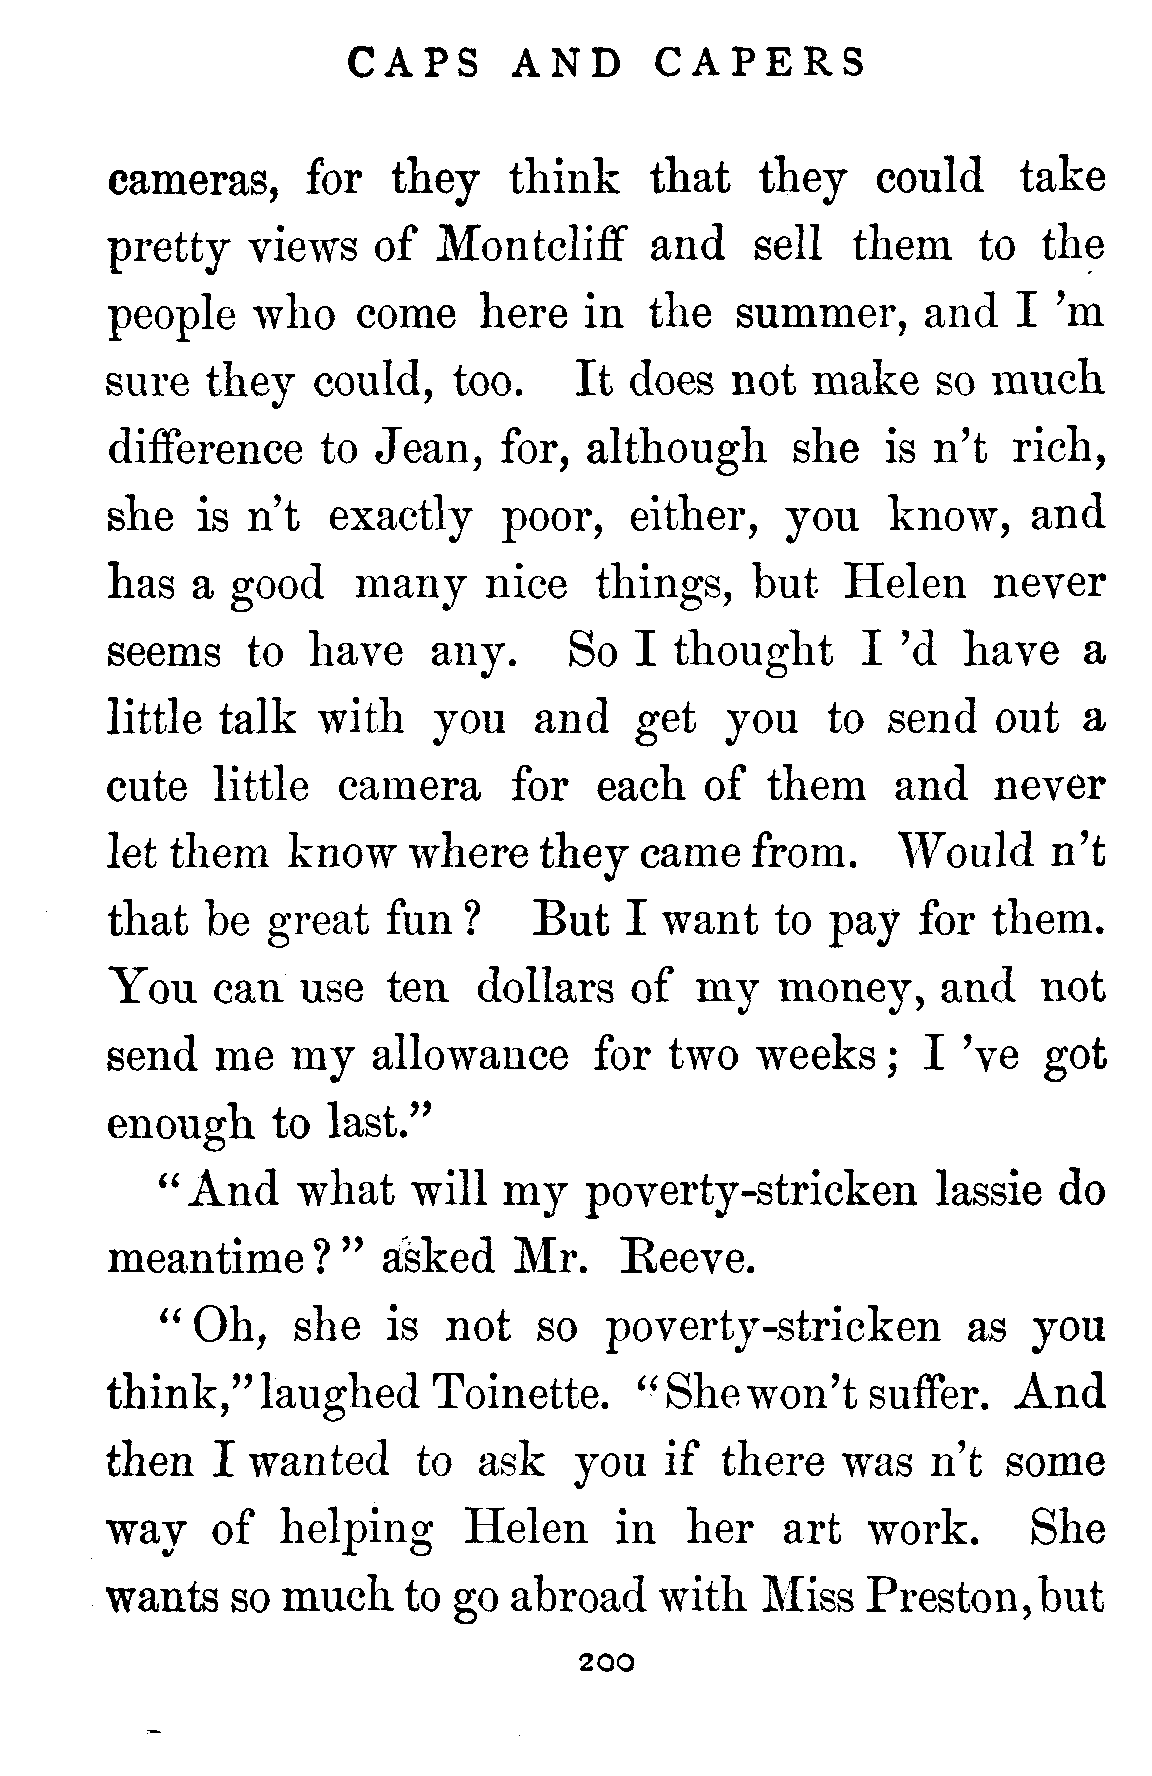 CAPS AND CAPERS
cameras, for they think that they could take
pretty views of Montcliff and sell them to the
people who come here in the summer, and I 'm
sure they could, too. It does not make so much
difference to Jean, for, although she is n't rich,
she is n't exactly poor, either, you know, and
has a good many nice things, but Helen never
seems to have any. So I thought I 'd have a
little talk with you and get you to send out a
cute little camera for each of them and never
let them know where they came from. Would n't
that be great fun ? But I want to pay for them.
You can use ten dollars of my money, and not
send me my allowance for two weeks ; I 've got
enough to last."
"And what will my poverty-stricken lassie do
meantime ? " asked Mr. Reeve.
" Oh, she is not so poverty-stricken as you
think," laughed Toinette. "She won't suffer. And
then I wanted to ask you if there was n't some
way of helping Helen in her art work. She
wants so much to go abroad with Miss Preston, but
200